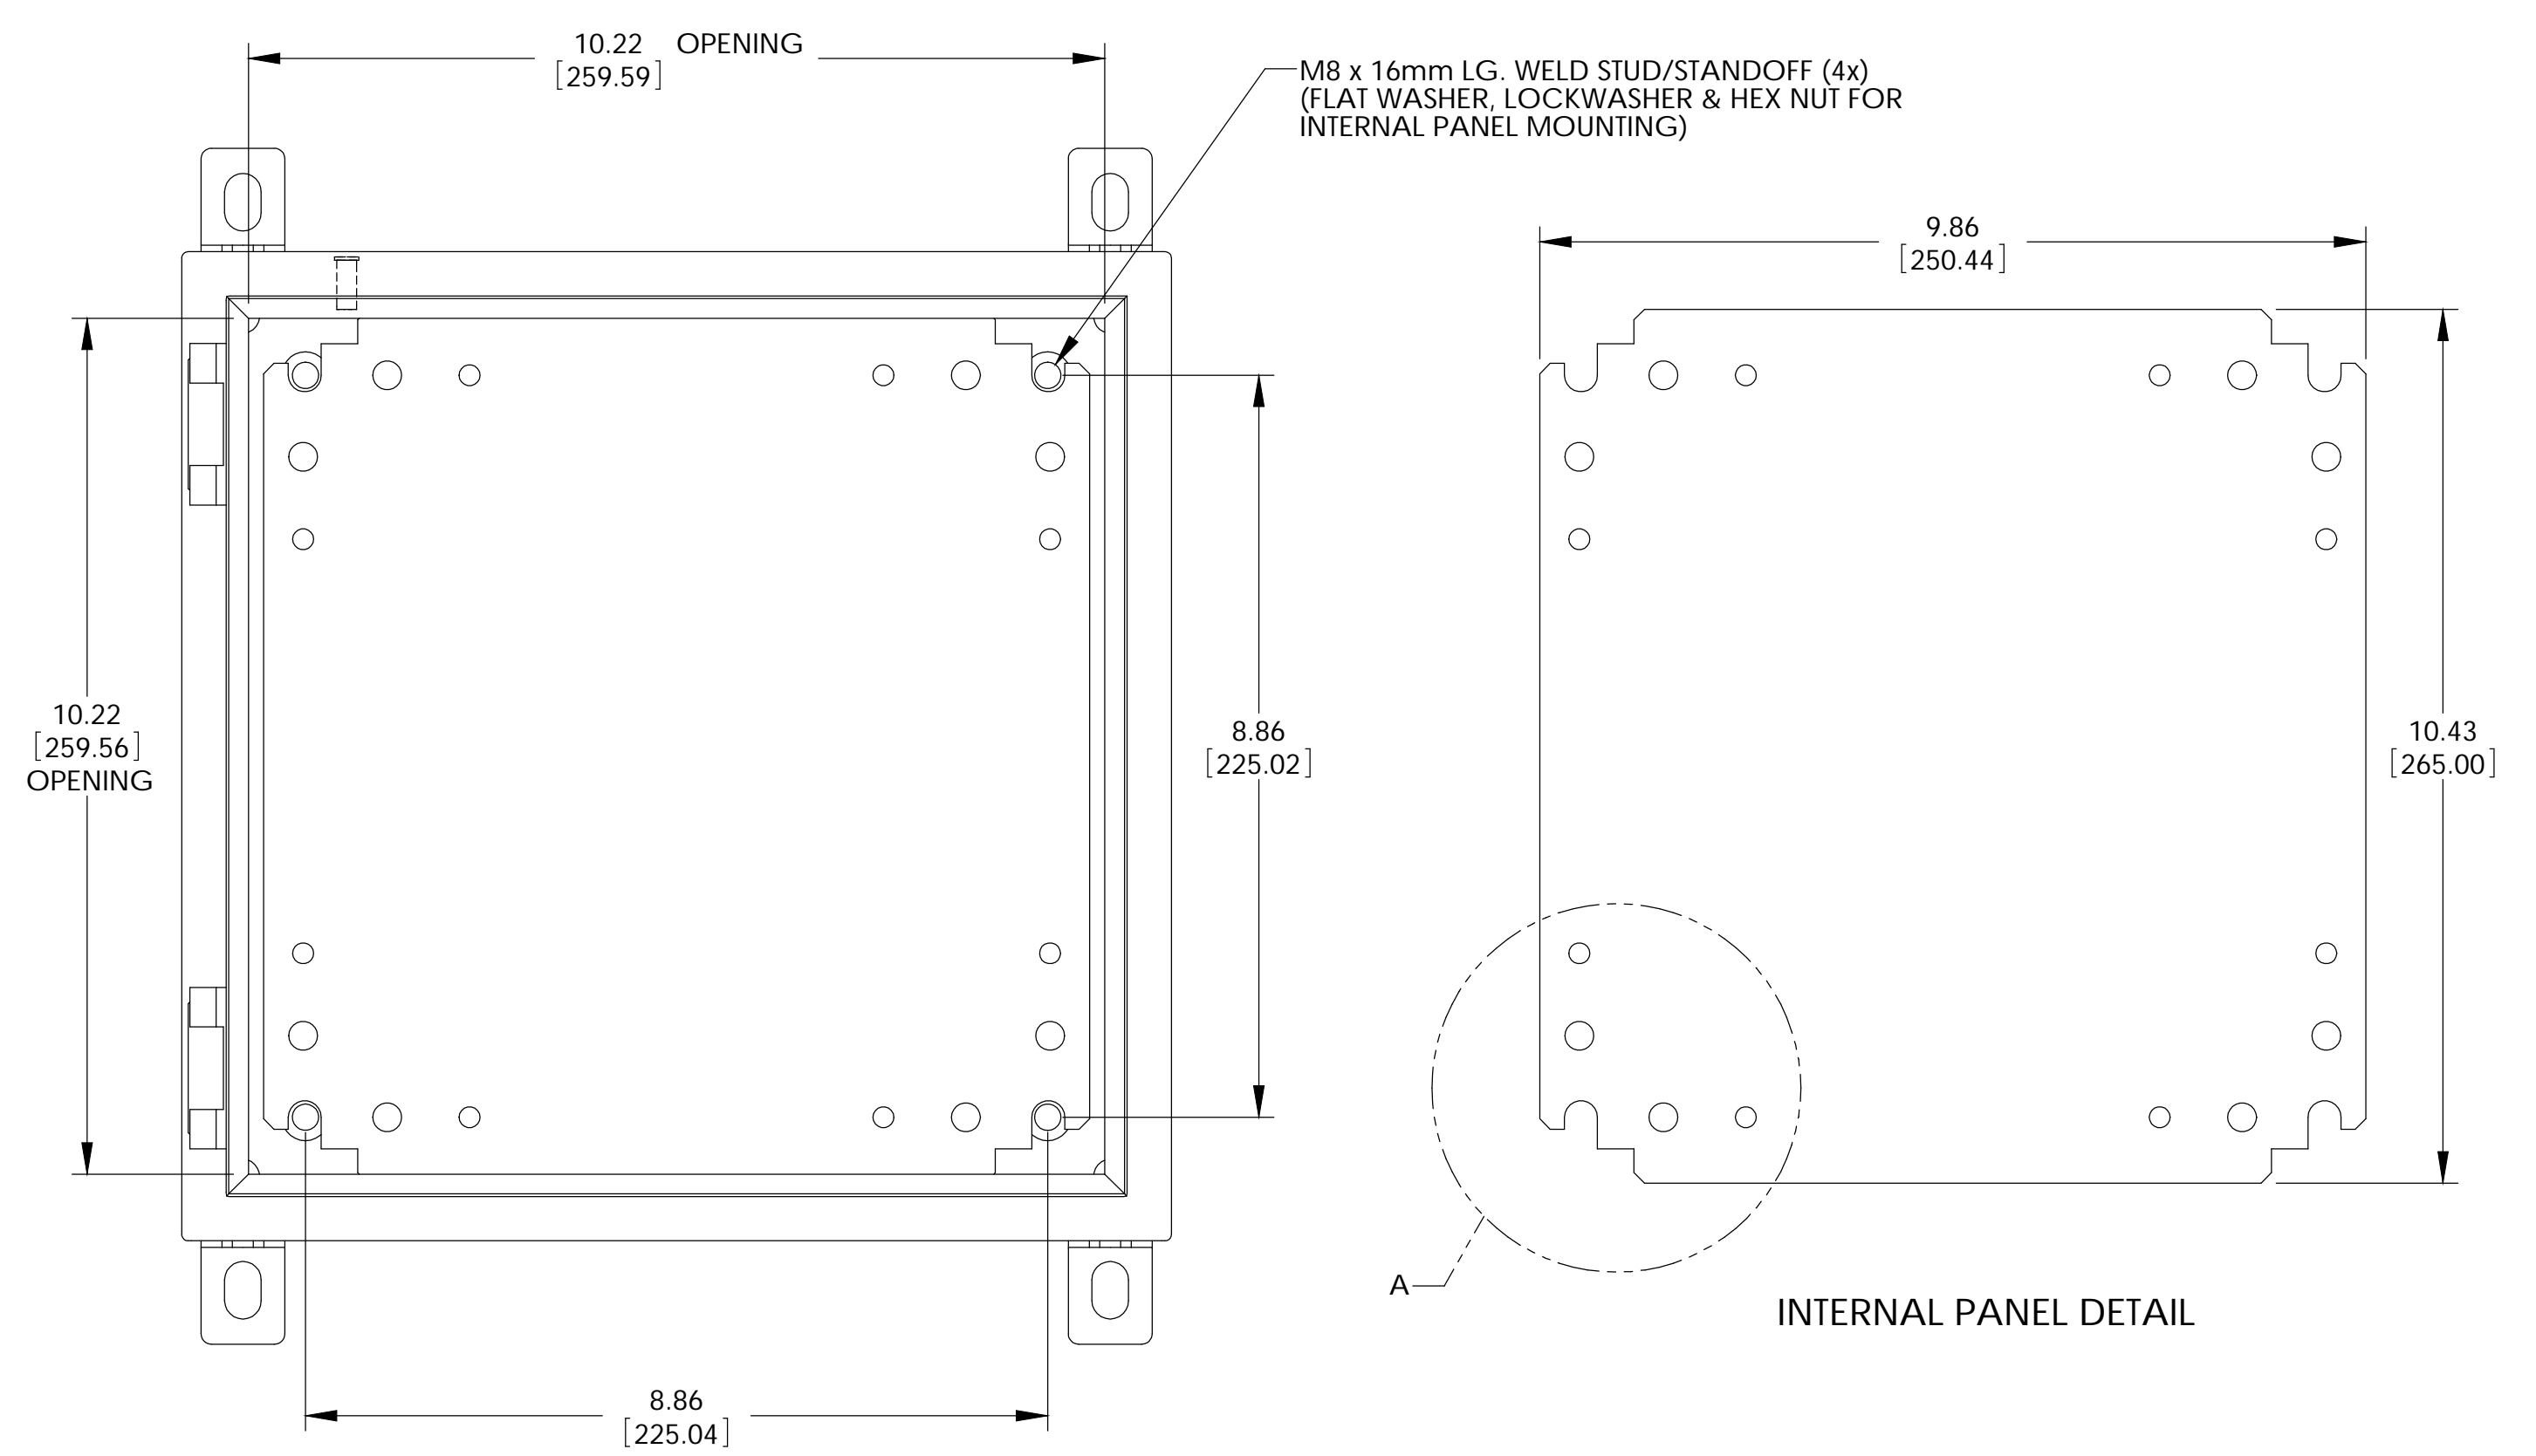 10.22 OPENING
[259.59]
M8 x 16mm LG. WELD STUD/STANDOFF (4x)
(FLAT WASHER, LOCKWASHER & HEX NUT FOR
INTERNAL PANEL MOUNTING)
9.86
[250.44]
10.22
[259.56]
OPENING
8.86
[225.02]
10.43
[265.00]
A
INTERNAL PANEL DETAIL
8.86
[225.04]